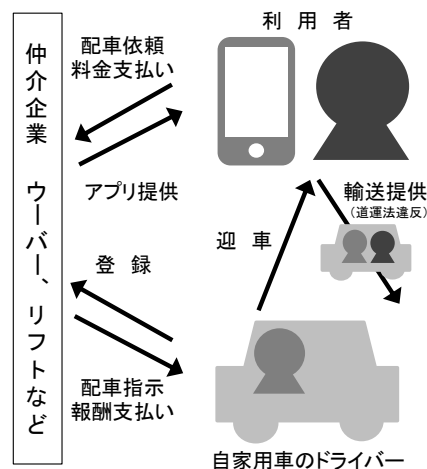 利用者
配車依頼
料金支払い
仲介企業　ウーバー、リフトなど
アプリ提供
輸送提供
(道運法違反)
迎車
登録
配車指示
報酬支払い
自家用車のドライバー